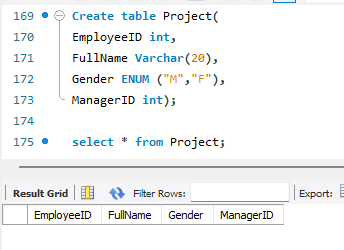 169 Create table Project(
170 EmployeeID int,
171 FullName Varchar(20),
172 Gender ENUM ("M","F"),
173 ManagerID int);
174
175 select * from Project;
Result Grid Filter Rows: Export:
EmployeeID FullName Gender ManagerID